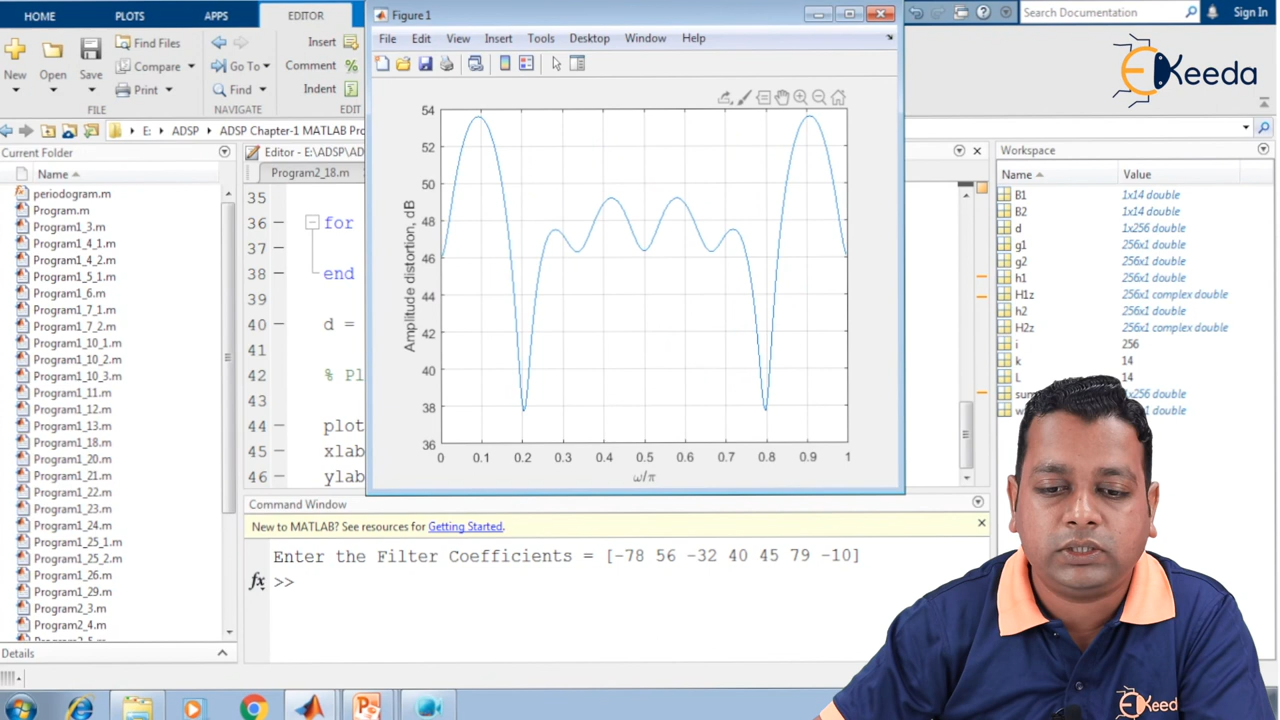 HOME
PLOTS
APPS
EDITOR
Figure 1
Search Documentation
Sign In
File Edit View Insert Tools Desktop Window Help
New
Open
Save
Find Files
Compare
Print
Go To
Find
Insert
Comment
Indent
FILE
NAVIGATE
EDIT
EKeeda
E: ADSP ADSP Chapter-1 MATLAB Pro
Current Folder
Name
periodogram.m
Program.m
Program1_3.m
Program1_4_1.m
Program1_4_2.m
Program1_5_1.m
Program1_6.m
Program1_7_1.m
Program1_7_2.m
Program1_10_1.m
Program1_10_2.m
Program1_10_3.m
Program1_11.m
Program1_12.m
Program1_13.m
Program1_18.m
Program1_20.m
Program1_21.m
Program1_22.m
Program1_23.m
Program1_24.m
Program1_25_1.m
Program1_25_2.m
Program1_26.m
Program1_29.m
Program2_3.m
Program2_4.m
Details
Editor - E:\ADSP\AD
Program2_18.m
35
36 for
37
38 end
39
40 d =
41
42 % Pl
43
44 plot
45 xlab
46 ylab
Amplitude distortion, dB
54
52
50
48
46
44
42
40
38
36
0 0.1 0.2 0.3 0.4 0.5 0.6 0.7 0.8 0.9 1
ω/π
Command Window
New to MATLAB? See resources for Getting Started.
Enter the Filter Coefficients = [-78 56 -32 40 45 79 -10]
fx >>
Workspace
Name Value
B1 1x14 double
B2 1x14 double
d 1x256 double
g1 256x1 double
g2 256x1 double
h1 256x1 double
H1z 256x1 complex double
h2 256x1 double
H2z 256x1 complex double
i 256
k 14
L 14
EKeeda